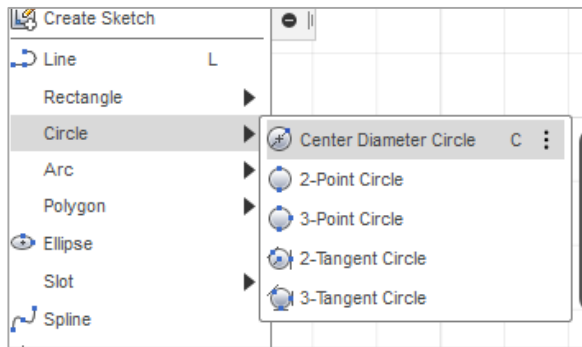 Create Sketch
Line L
Rectangle
Circle
Center Diameter Circle C
2-Point Circle
3-Point Circle
2-Tangent Circle
3-Tangent Circle
Arc
Polygon
Ellipse
Slot
Spline